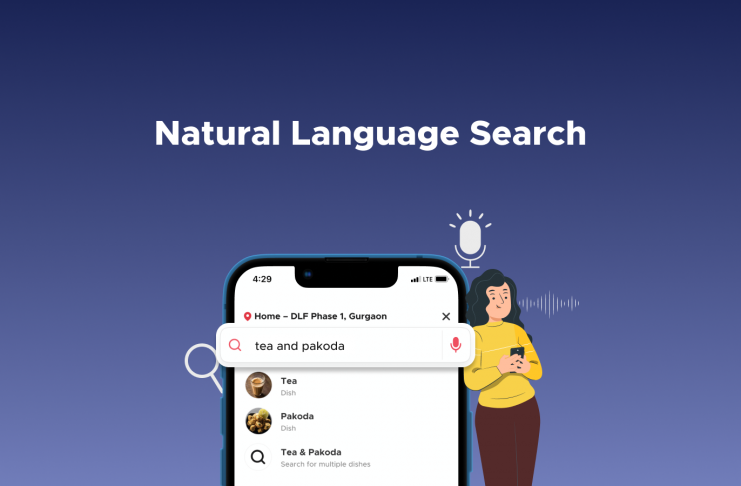 Natural Language Search
4:29
LTE
Home – DLF Phase 1, Gurgaon
tea and pakoda
Tea
Dish
Pakoda
Dish
Tea & Pakoda
Search for multiple dishes